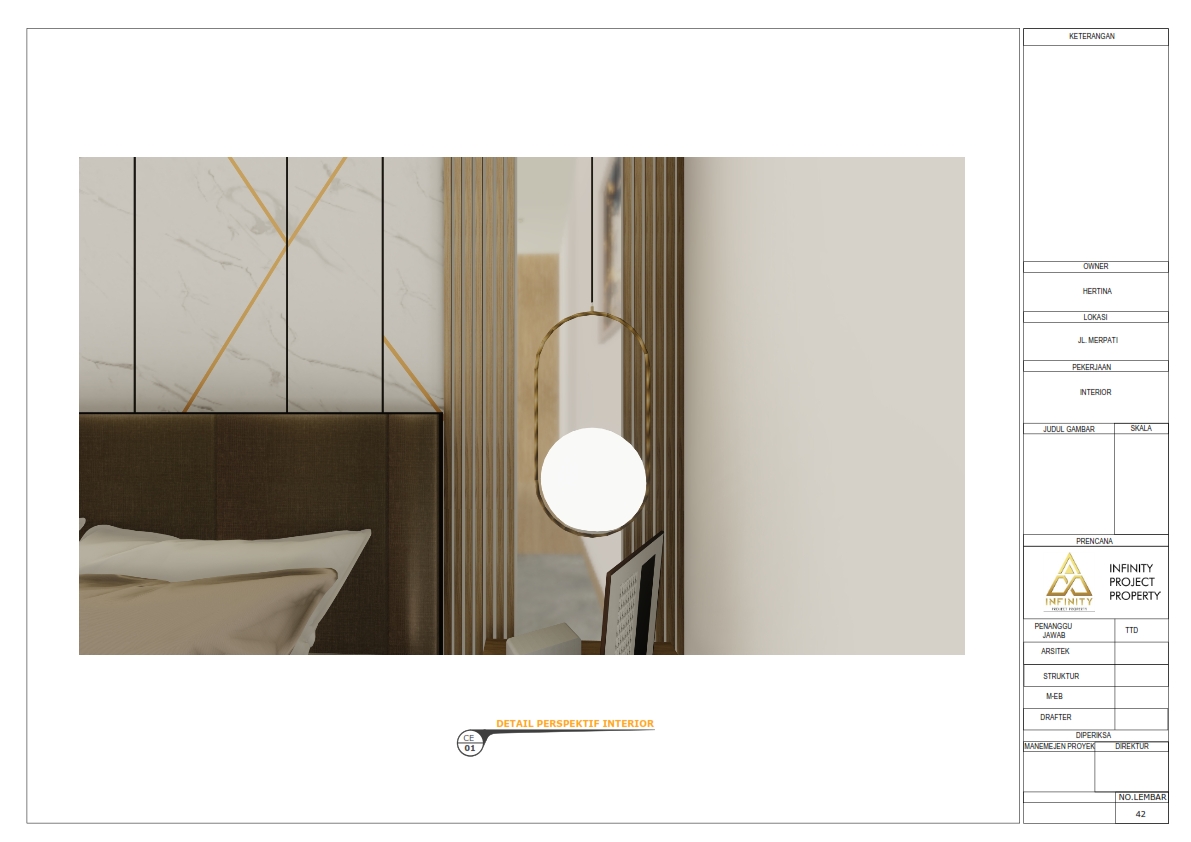 KETERANGAN
OWNER
HERTINA
LOKASI
JL. MERPATI
PEKERJAAN
INTERIOR
JUDUL GAMBAR
SKALA
PRENCANA
INFINITY
PROJECT PROPERTY
INFINITY
PROJECT
PROPERTY
PENANGGU
JAWAB
TTD
ARSITEK
STRUKTUR
M-EB
DRAFTER
DIPERIKSA
MANEMEJEN PROYEK
DIREKTUR
NO.LEMBAR
42
DETAIL PERSPEKTIF INTERIOR
CE
01